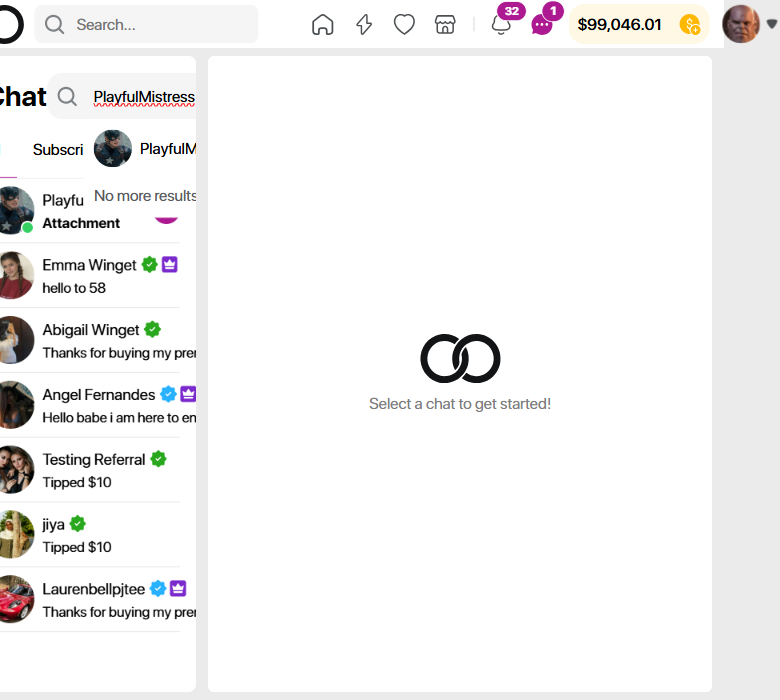 Search...
32
1
$99,046.01
Chat
PlayfulMistress
Subscri
PlayfulM
No more results
Playfu
Attachment
Emma Winget
hello to 58
Abigail Winget
Thanks for buying my prer
Angel Fernandes
Hello babe i am here to en
Testing Referral
Tipped $10
jiya
Tipped $10
Laurenbellpjtee
Thanks for buying my prer
Select a chat to get started!